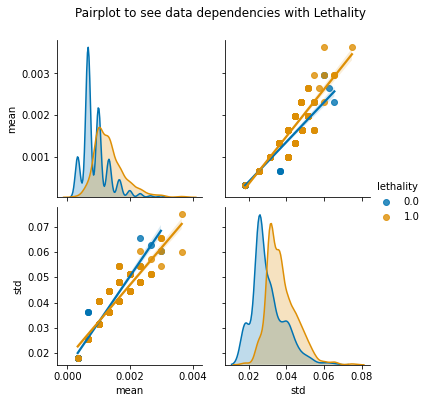 Pairplot to see data dependencies with Lethality
0.003
0.002
0.001
mean
lethality
0.0
1.0
0.07
0.06
0.05
0.04
0.03
0.02
std
0.000 0.002 0.004
mean
0.02 0.04 0.06 0.08
std